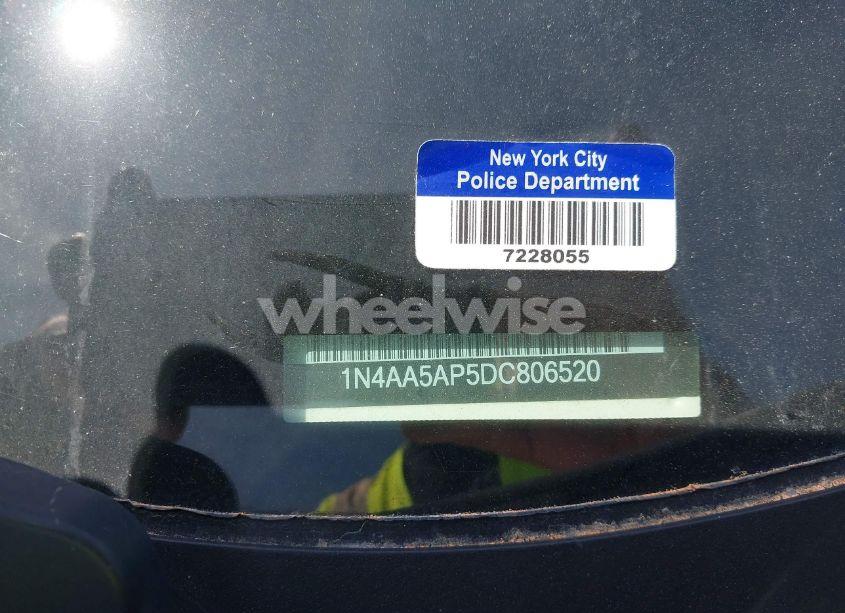 New York City
Police Department
7228055
wheelwise
1N4AA5AP5DC806520